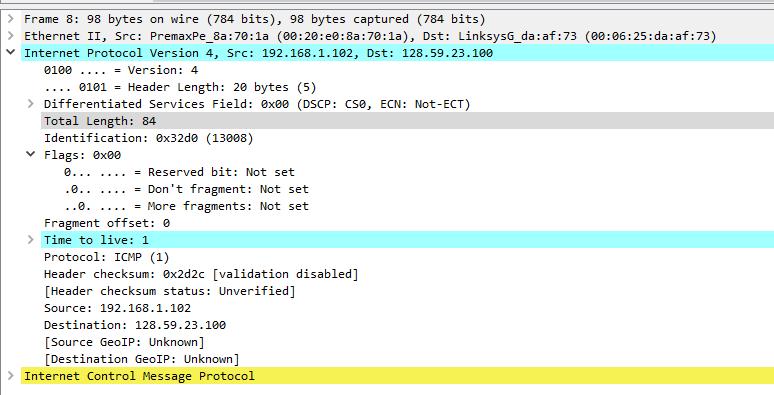 Frame 8: 98 bytes on wire (784 bits), 98 bytes captured (784 bits)
Ethernet II, Src: PremaxPe_8a:70:1a (00:20:e0:8a:70:1a), Dst: LinksysG_da:af:73 (00:06:25:da:af:73)
Internet Protocol Version 4, Src: 192.168.1.102, Dst: 128.59.23.100
0100 .... = Version: 4
.... 0101 = Header Length: 20 bytes (5)
Differentiated Services Field: 0x00 (DSCP: CS0, ECN: Not-ECT)
Total Length: 84
Identification: 0x32d0 (13008)
Flags: 0x00
0... .... = Reserved bit: Not set
.0.. .... = Don't fragment: Not set
..0. .... = More fragments: Not set
Fragment offset: 0
Time to live: 1
Protocol: ICMP (1)
Header checksum: 0x2d2c [validation disabled]
[Header checksum status: Unverified]
Source: 192.168.1.102
Destination: 128.59.23.100
[Source GeoIP: Unknown]
[Destination GeoIP: Unknown]
Internet Control Message Protocol